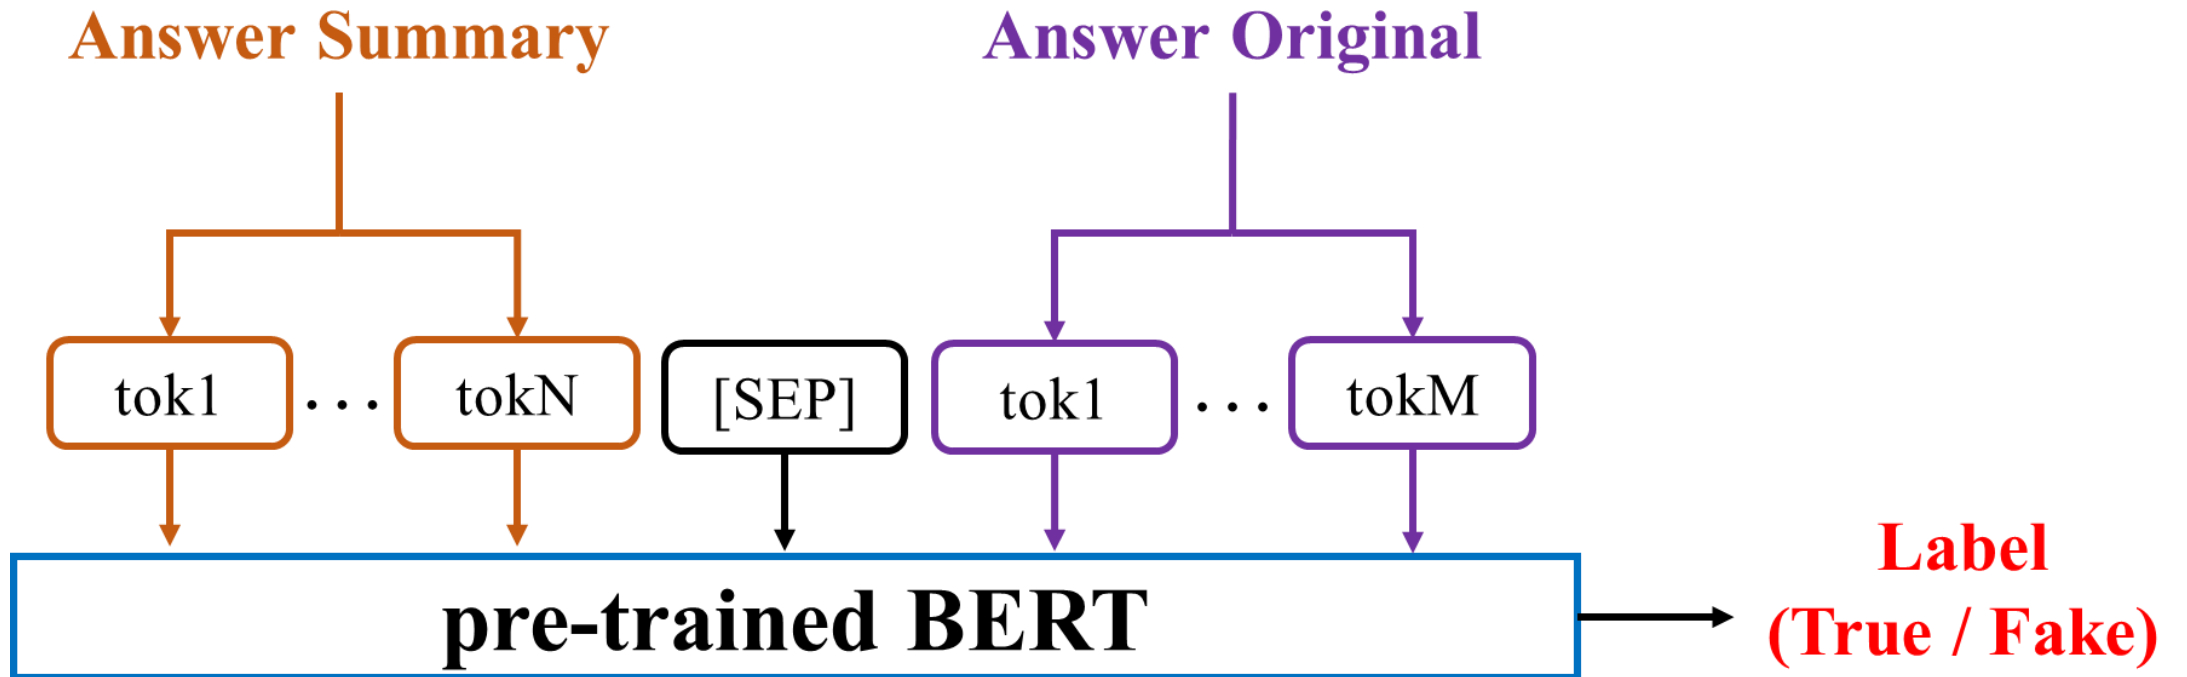 Answer Summary
Answer Original
tok1 ... tokN [SEP] tok1 ... tokM
pre-trained BERT
Label
(True / Fake)